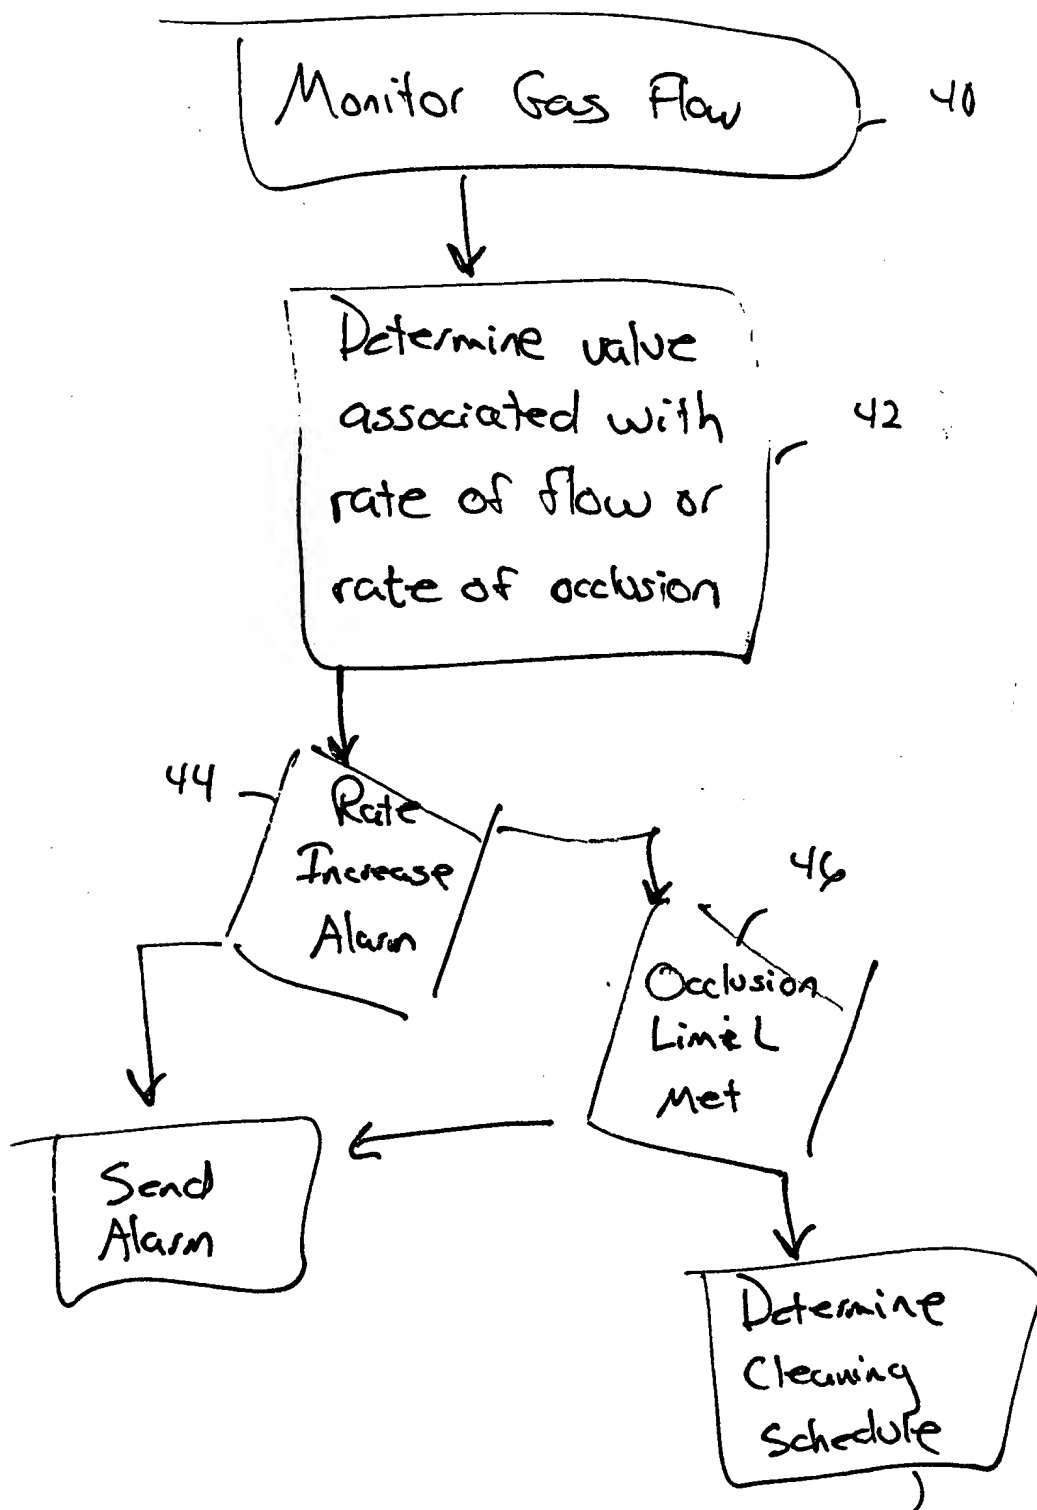 Monitor Gas Flow
40
Determine value
associated with
rate of flow or
rate of occlusion
42
44
Rate
Increase
Alarm
46
Occlusion
Limit
Met
Send
Alarm
Determine
Cleaning
Schedule